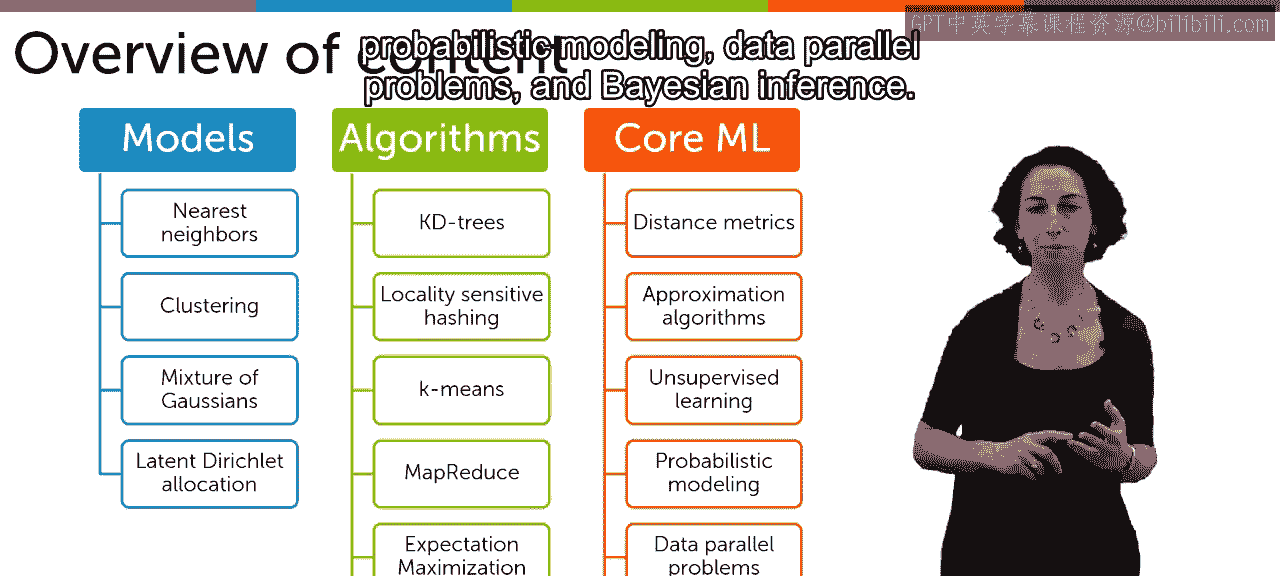 GPT中英字幕课程资源@bilibili.com
Overview of content
probabilistic modeling, data parallel
problems, and Bayesian inference.
Models
Nearest
neighbors
Clustering
Mixture of
Gaussians
Latent Dirichlet
allocation
Algorithms
KD-trees
Locality sensitive
hashing
k-means
MapReduce
Expectation
Maximization
Core ML
Distance metrics
Approximation
algorithms
Unsupervised
learning
Probabilistic
modeling
Data parallel
problems